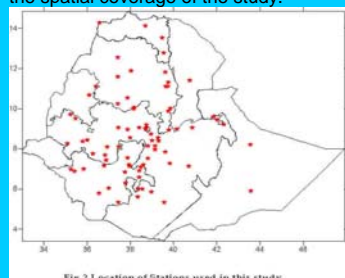 the spatial coverage of the study.
14
12
10
8
6
4
34 36 38 40 42 44 46 48
Fig 2 Location of Stations used in this study